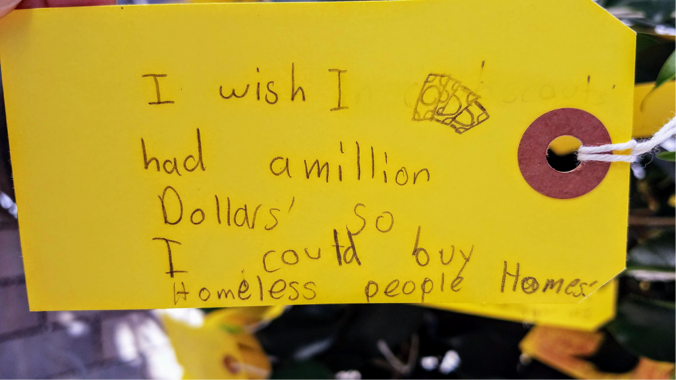 I wish I
had amillion
Dollars' so
I could buy
Homeless people Homes